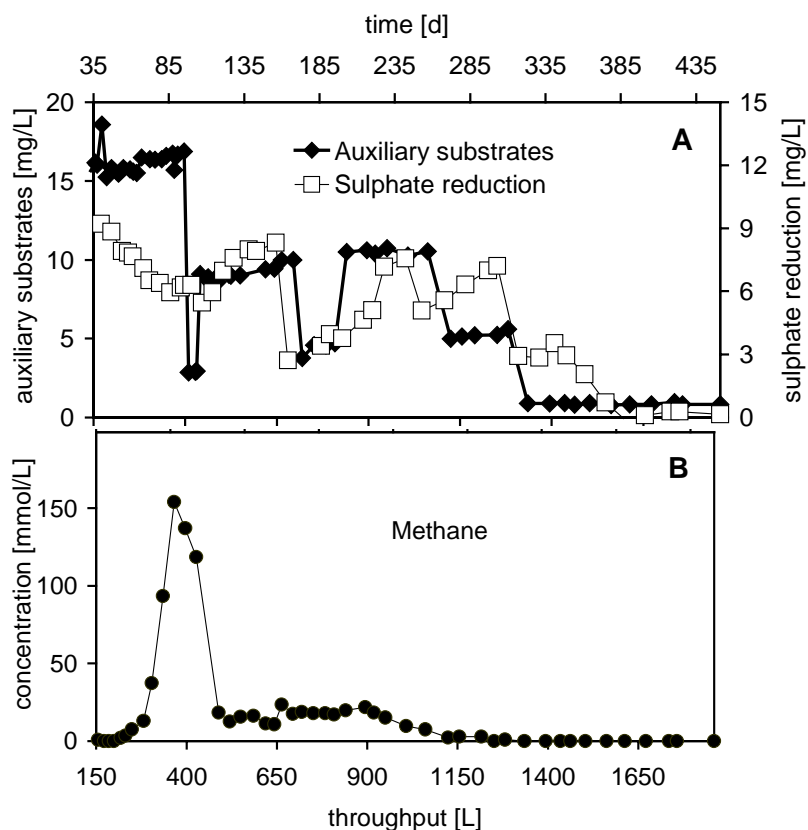 time [d]
35 85 135 185 235 285 335 385 435
auxiliary substrates [mg/L]
20
15
10
5
0
A
Auxiliary substrates
Sulphate reduction
15
12
9
6
3
0
sulphate reduction [mg/L]
B
Methane
concentration [mmol/L]
150
100
50
0
150 400 650 900 1150 1400 1650
throughput [L]